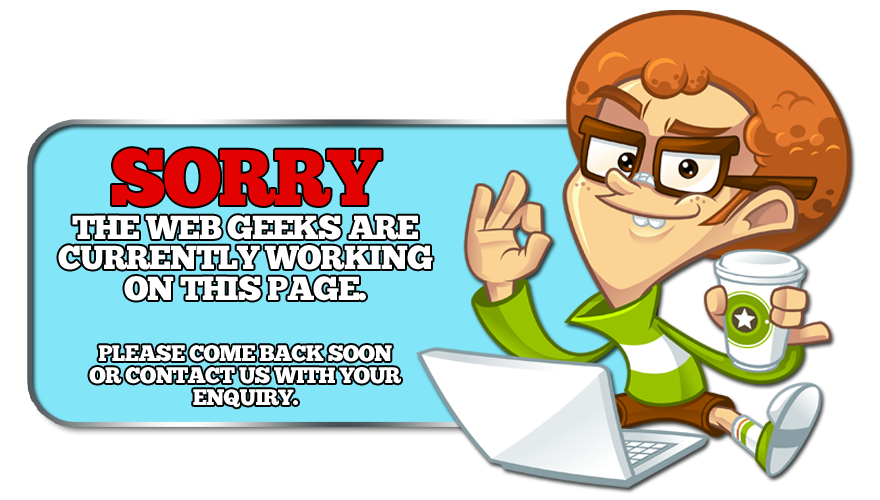 SORRY
THE WEB GEEKS ARE
CURRENTLY WORKING
ON THIS PAGE.
PLEASE COME BACK SOON
OR CONTACT US WITH YOUR
ENQUIRY.